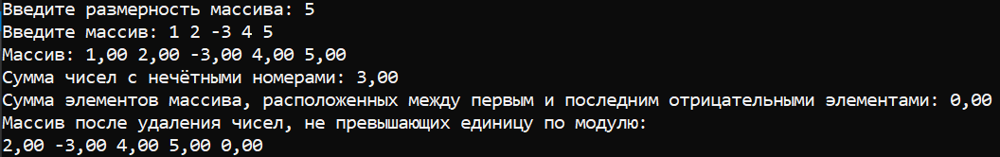 Введите размерность массива: 5
Введите массив: 1 2 -3 4 5
Массив: 1,00 2,00 -3,00 4,00 5,00
Сумма чисел с нечётными номерами: 3,00
Сумма элементов массива, расположенных между первым и последним отрицательными элементами: 0,00
Массив после удаления чисел, не превышающих единицу по модулю:
2,00 -3,00 4,00 5,00 0,00